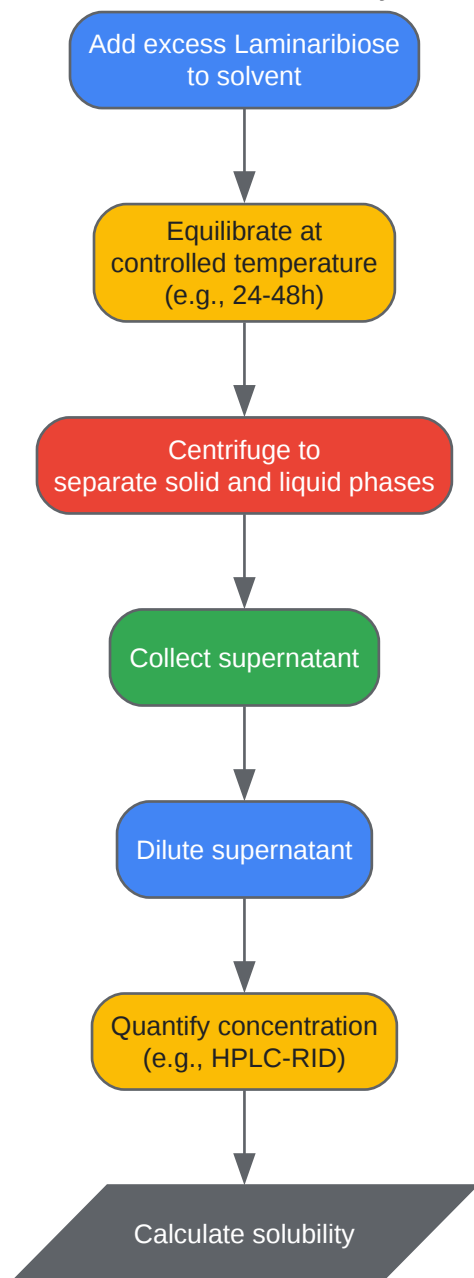 Add excess Laminaribiose
to solvent
Equilibrate at
controlled temperature
(e.g., 24-48h)
Centrifuge to
separate solid and liquid phases
Collect supernatant
Dilute supernatant
Quantify concentration
(e.g., HPLC-RID)
Calculate solubility